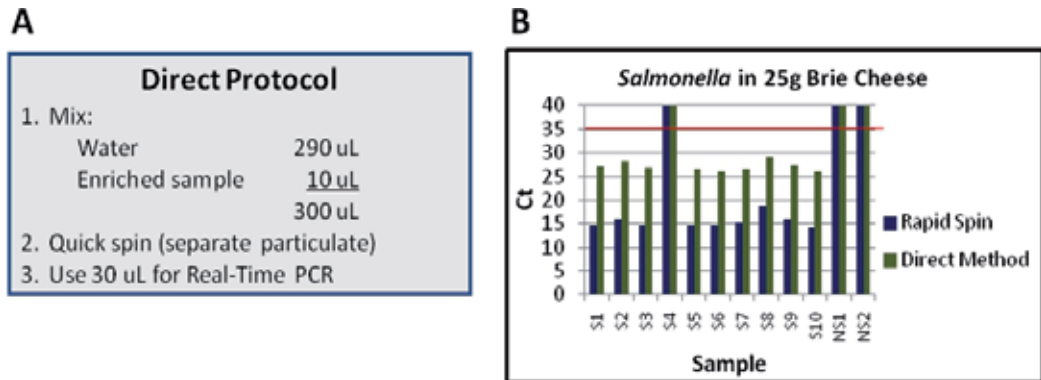 A
Direct Protocol
1. Mix:
Water 290 uL
Enriched sample 10 uL
300 uL
2. Quick spin (separate particulate)
3. Use 30 uL for Real-Time PCR
B
Salmonella in 25g Brie Cheese
40
35
30
25
20
15
10
5
0
Ct
S1
S2
S3
S4
S5
S6
S7
S8
S9
S10
NS1
NS2
Sample
Rapid Spin
Direct Method